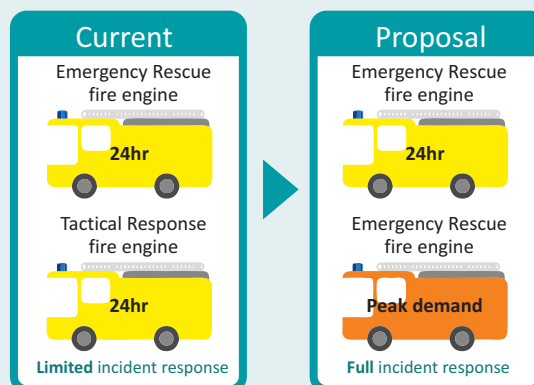 Current
Emergency Rescue
fire engine
24hr
Tactical Response
fire engine
24hr
Limited incident response
Proposal
Emergency Rescue
fire engine
24hr
Emergency Rescue
fire engine
Peak demand
Full incident response